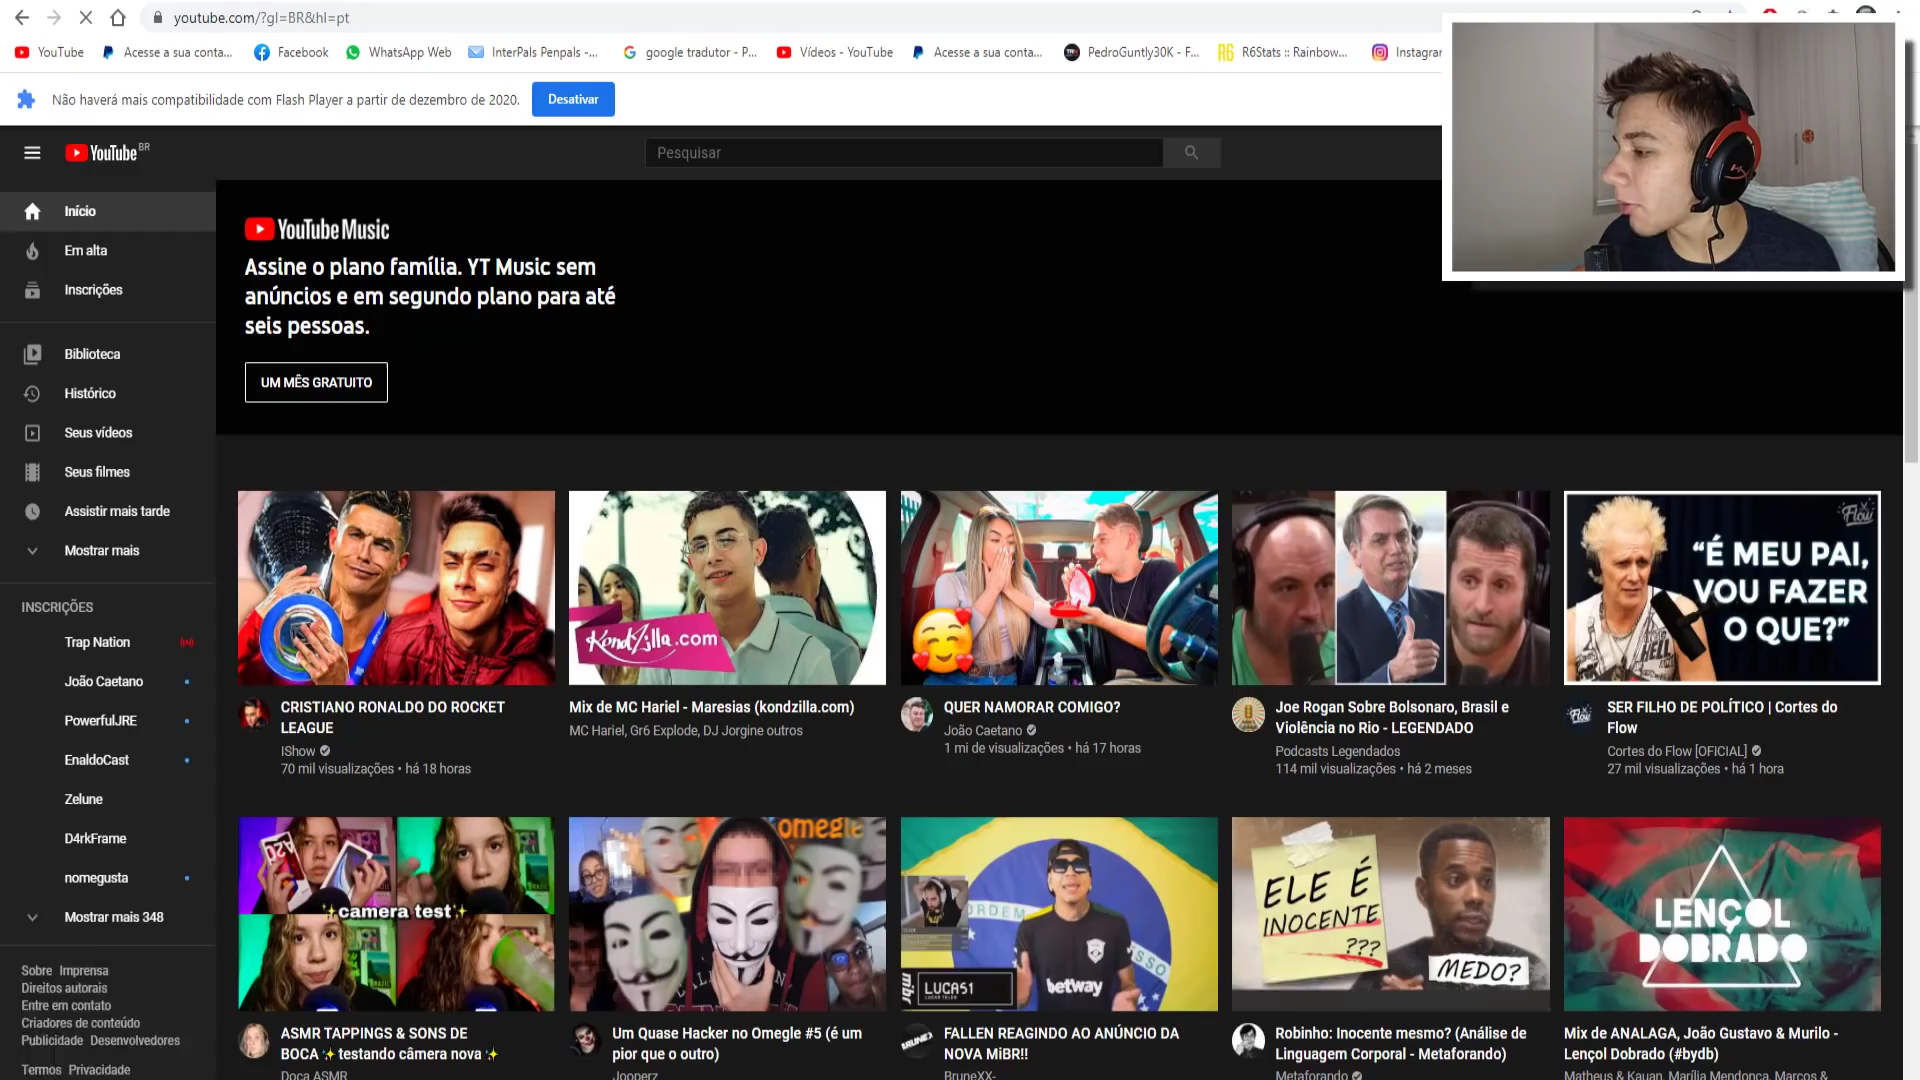 youtube.com/?gl=BR&hl=pt
YouTube
Acesse a sua conta...
Facebook
WhatsApp Web
InterPals Penpals -...
google tradutor - P...
Vídeos - YouTube
Acesse a sua conta...
PedroGuntly30K - F...
R6Stats :: Rainbow...
Instagram
Não haverá mais compatibilidade com Flash Player a partir de dezembro de 2020.
Desativar
YouTube BR
Pesquisar
Início
Em alta
Inscrições
Biblioteca
Histórico
Seus vídeos
Seus filmes
Assistir mais tarde
Mostrar mais
INSCRIÇÕES
Trap Nation
João Caetano
PowerfulJRE
EnaldoCast
Zelune
D4rkFrame
nomegusta
Mostrar mais 348
Sobre Imprensa
Direitos autorais
Entre em contato
Criadores de conteúdo
Publicidade Desenvolvedores
Termos Privacidade
YouTube Music
Assine o plano família. YT Music sem
anúncios e em segundo plano para até
seis pessoas.
UM MÊS GRATUITO
CRISTIANO RONALDO DO ROCKET
LEAGUE
IShow
70 mil visualizações • há 18 horas
KondZilla.com
Mix de MC Hariel - Maresias (kondzilla.com)
MC Hariel, Gr6 Explode, DJ Jorgine outros
QUER NAMORAR COMIGO?
João Caetano
1 mi de visualizações • há 17 horas
Joe Rogan Sobre Bolsonaro, Brasil e
Violência no Rio - LEGENDADO
Podcasts Legendados
114 mil visualizações • há 2 meses
Flow
"É MEU PAI,
VOU FAZER
O QUE?"
Flow
SER FILHO DE POLÍTICO | Cortes do
Flow
Cortes do Flow [OFICIAL]
27 mil visualizações • há 1 hora
A20
✨camera test✨
ASMR TAPPINGS & SONS DE
BOCA ✨ testando câmera nova ✨
Doca ASMR
omegle
Um Quase Hacker no Omegle #5 (é um
pior que o outro)
Jooperz
ORDEM
SSO
mibr
LUCAS1
betway
FALLEN REAGINDO AO ANÚNCIO DA
NOVA MiBR!!
BruneXX-
ELE É
INOCENTE
???
MEDO?
Robinho: Inocente mesmo? (Análise de
Linguagem Corporal - Metaforando)
Metaforando
LENÇOL
DOBRADO
Mix de ANALAGA, João Gustavo & Murilo -
Lençol Dobrado (#bydb)
Matheus & Kauan, Marília Mendonça, Marcos &